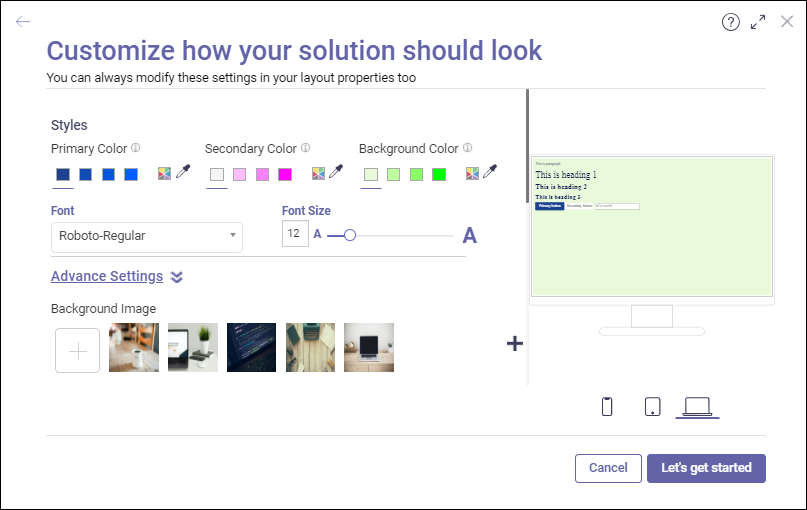 Customize how your solution should look
You can always modify these settings in your layout properties too
Styles
Primary Color
Secondary Color
Background Color
Font
Font Size
Roboto-Regular
12 A A
Advance Settings
Background Image
This is paragraph
This is heading 1
This is heading 2
This is heading 3
Primary button Secondary button
Cancel
Let's get started